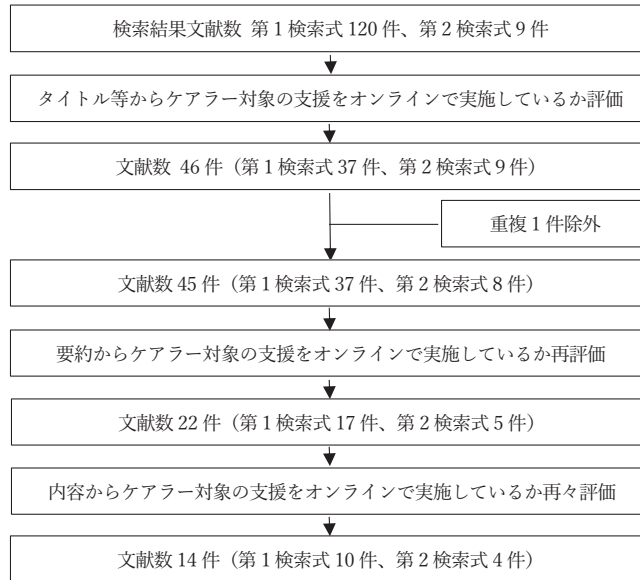 検索結果文献数 第1検索式 120 件、第2検索式 9 件
タイトル等からケアラー対象の支援をオンラインで実施しているか評価
文献数 46 件（第1検索式 37 件、第2検索式 9 件）
重複1件除外
文献数 45 件（第1検索式 37 件、第2検索式 8 件）
要約からケアラー対象の支援をオンラインで実施しているか再評価
文献数 22 件（第1検索式 17 件、第2検索式 5 件）
内容からケアラー対象の支援をオンラインで実施しているか再々評価
文献数 14 件（第1検索式 10 件、第2検索式 4 件）